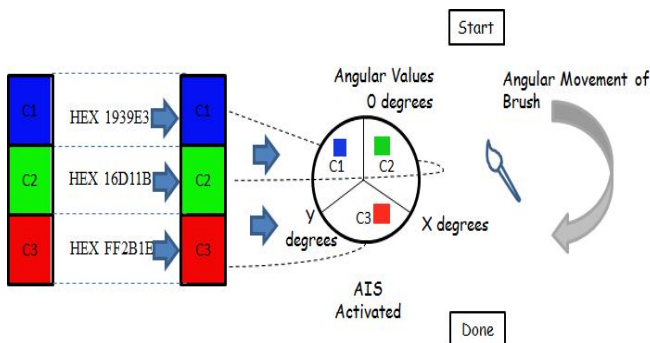 Start
Angular Values
0 degrees
Angular Movement of
Brush
C1
HEX 1939E3
C1
C1
C2
C2
HEX 16D11B
C2
C3
HEX FF2B1E
C3
C3
y
degrees
X degrees
AIS
Activated
Done